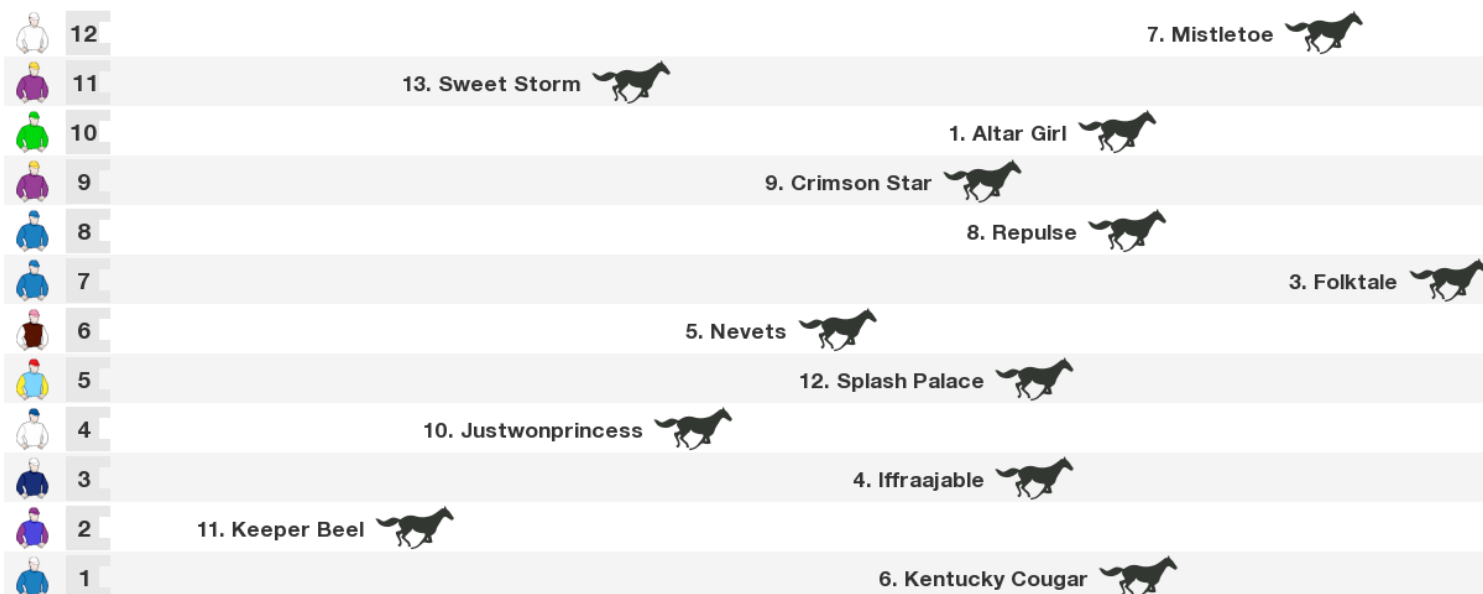 12 7. Mistletoe
11 13. Sweet Storm
10 1. Altar Girl
9 9. Crimson Star
8 8. Repulse
7 3. Folktale
6 5. Nevets
5 12. Splash Palace
4 10. Justwonprincess
3 4. Iffraajable
2 11. Keeper Beel
1 6. Kentucky Cougar